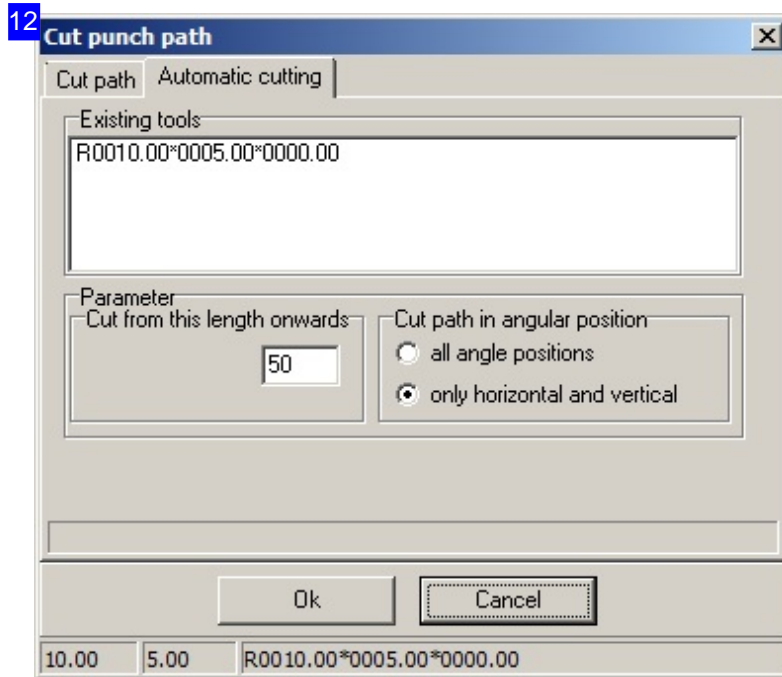 12
Cut punch path
Cut path Automatic cutting
Existing tools
R0010.00*0005.00*0000.00
Parameter
Cut from this length onwards Cut path in angular position
50 all angle positions
only horizontal and vertical
Ok Cancel
10.00 5.00 R0010.00*0005.00*0000.00